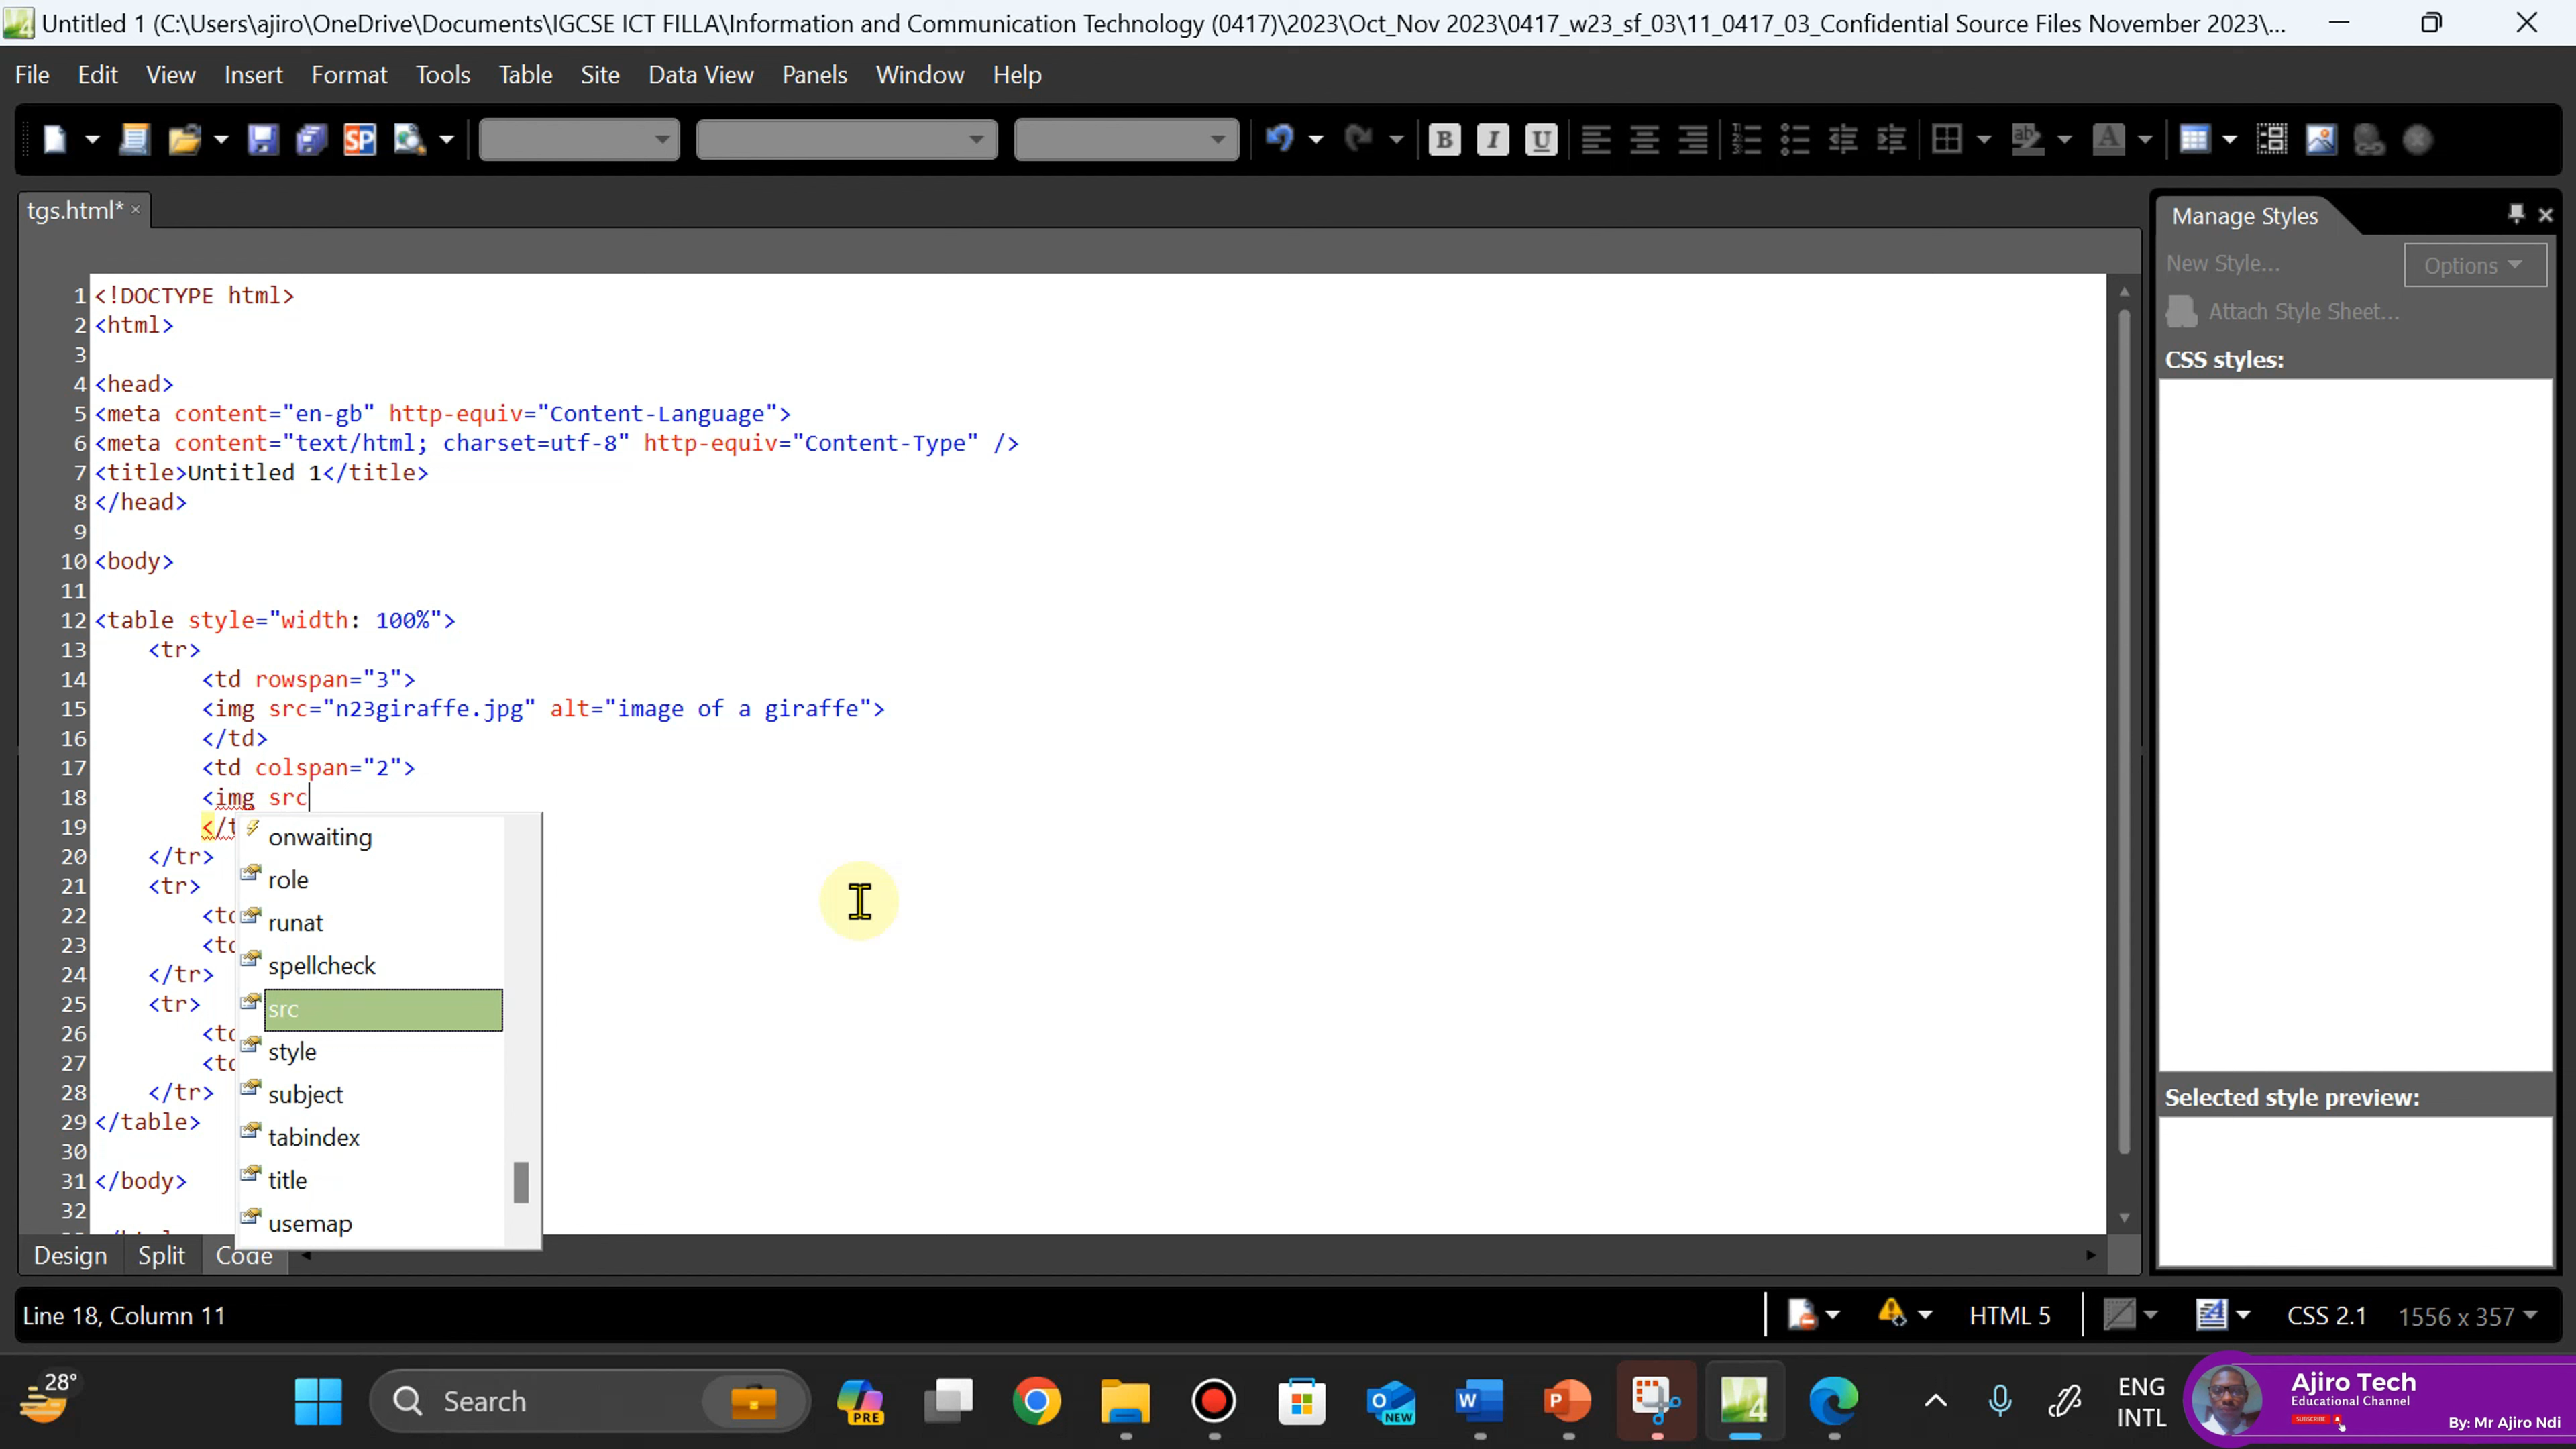 Untitled 1 (C:\Users\ajiro\OneDrive\Documents\IGCSE ICT FILLA\Information and Communication Technology (0417)\2023\Oct_Nov 2023\0417_w23_sf_03\11_0417_03_Confidential Source Files November 2023\...
File Edit View Insert Format Tools Table Site Data View Panels Window Help
SP
B I U
tgs.html* ×
Manage Styles
New Style...
Options
Attach Style Sheet...
CSS styles:
1 <!DOCTYPE html>
2 <html>
3
4 <head>
5 <meta content="en-gb" http-equiv="Content-Language">
6 <meta content="text/html; charset=utf-8" http-equiv="Content-Type" />
7 <title>Untitled 1</title>
8 </head>
9
10 <body>
11
12 <table style="width: 100%">
13 <tr>
14 <td rowspan="3">
15 <img src="n23giraffe.jpg" alt="image of a giraffe">
16 </td>
17 <td colspan="2">
18 <img src
19 </t
20 </tr>
21 <tr>
22 <td
23 <td
24 </tr>
25 <tr>
26 <td
27 <td
28 </tr>
29 </table>
30
31 </body>
32
onwaiting
role
runat
spellcheck
src
style
subject
tabindex
title
usemap
Selected style preview:
Design Split Code
Line 18, Column 11
HTML 5
CSS 2.1
1556 x 357
28°
Search
PRE
NEW
ENG
INTL
Ajiro Tech
Educational Channel
SUBSCRIBE
By: Mr Ajiro Ndi